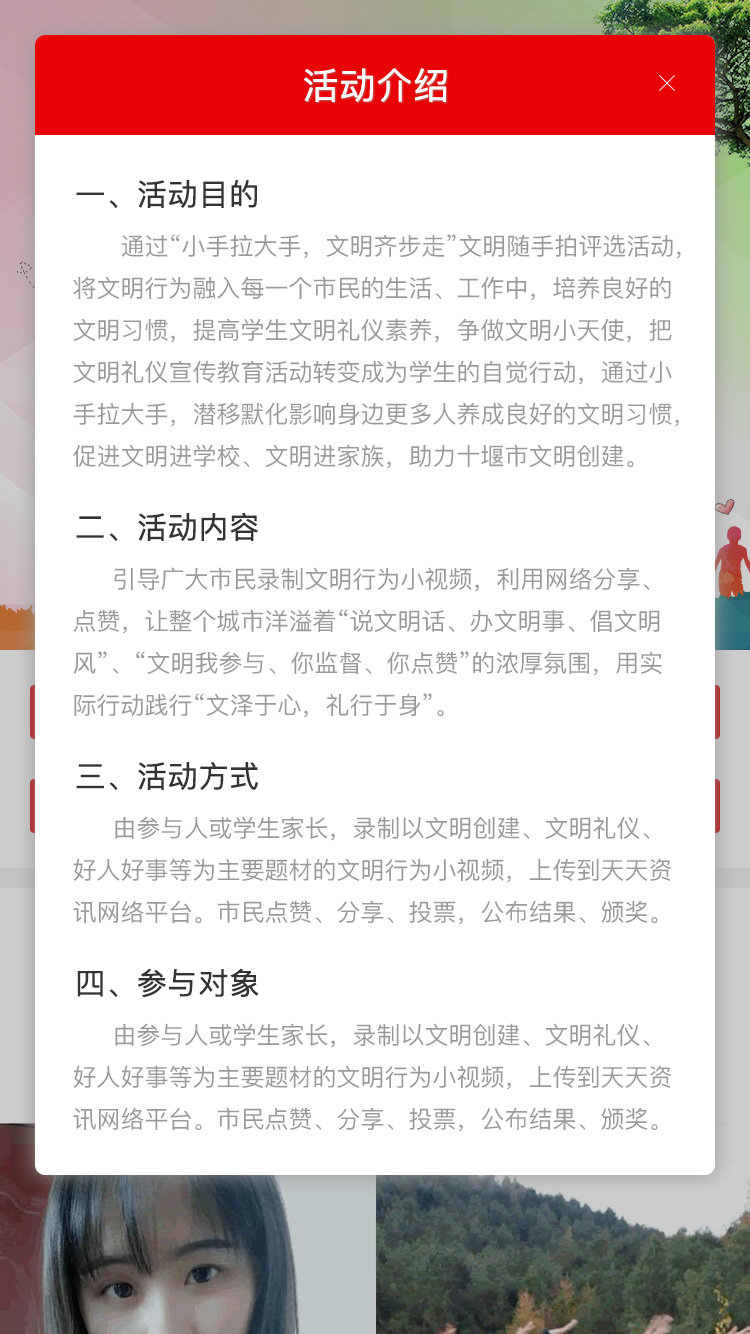 活动介绍
一、活动目的
通过“小手拉大手，文明齐步走”文明随手拍评选活动，
将文明行为融入每一个市民的生活、工作中，培养良好的
文明习惯，提高学生文明礼仪素养，争做文明小天使，把
文明礼仪宣传教育活动转变成为学生的自觉行动，通过小
手拉大手，潜移默化影响身边更多人养成良好的文明习惯，
促进文明进学校、文明进家族，助力十堰市文明创建。
二、活动内容
引导广大市民录制文明行为小视频，利用网络分享、
点赞，让整个城市洋溢着“说文明话、办文明事、倡文明
风”、“文明我参与、你监督、你点赞”的浓厚氛围，用实
际行动践行“文泽于心，礼行于身”。
三、活动方式
由参与人或学生家长，录制以文明创建、文明礼仪、
好人好事等为主要题材的文明行为小视频，上传到天天资
讯网络平台。市民点赞、分享、投票，公布结果、颁奖。
四、参与对象
由参与人或学生家长，录制以文明创建、文明礼仪、
好人好事等为主要题材的文明行为小视频，上传到天天资
讯网络平台。市民点赞、分享、投票，公布结果、颁奖。